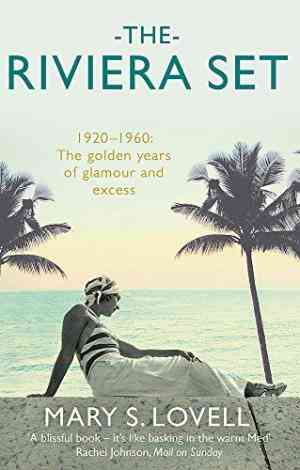 -THE-
RIVIERA SET
1920–1960:
The golden years
of glamour and
excess
MARY S. LOVELL
'A blissful book – it's like basking in the warm Med'
Rachel Johnson, Mail on Sunday